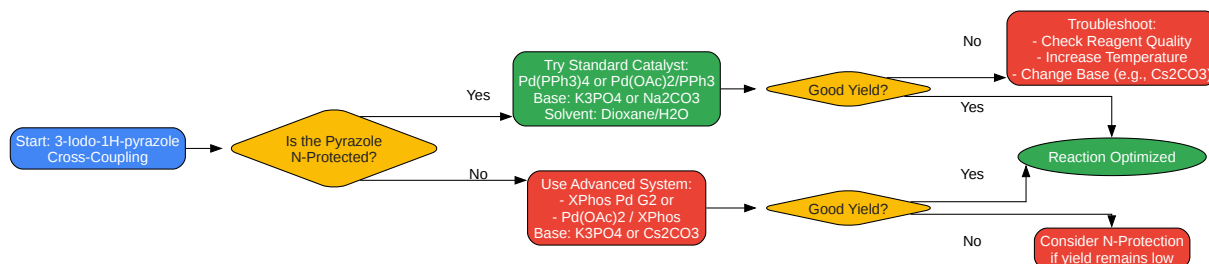 Start: 3-Iodo-1H-pyrazole
Cross-Coupling
Is the Pyrazole
N-Protected?
Yes
No
Try Standard Catalyst:
Pd(PPh3)4 or Pd(OAc)2/PPh3
Base: K3PO4 or Na2CO3
Solvent: Dioxane/H2O
Use Advanced System:
- XPhos Pd G2 or
- Pd(OAc)2 / XPhos
Base: K3PO4 or Cs2CO3
Good Yield?
No
Yes
Good Yield?
Yes
No
Troubleshoot:
- Check Reagent Quality
- Increase Temperature
- Change Base (e.g., Cs2CO3)
Reaction Optimized
Consider N-Protection
if yield remains low